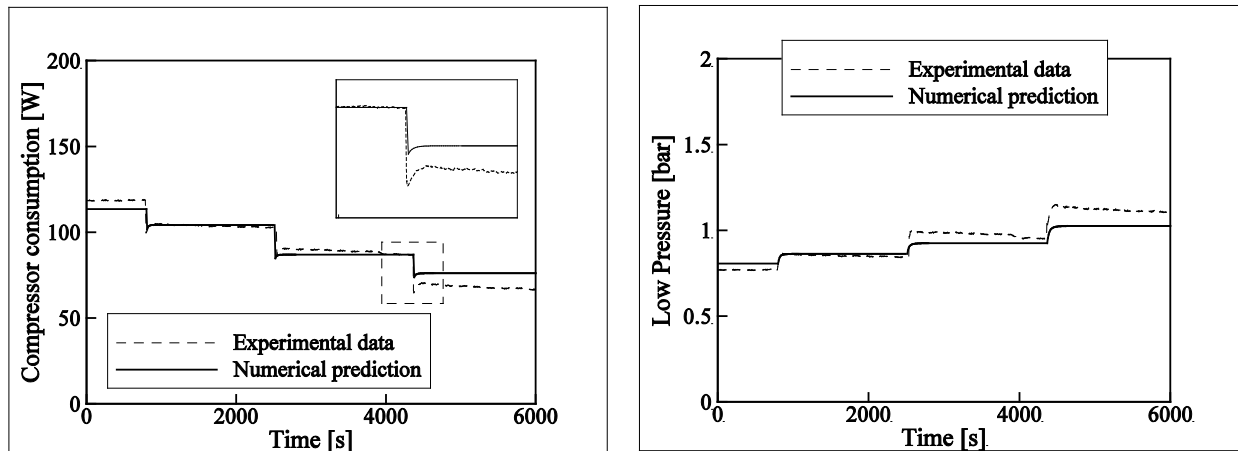 Compressor consumption [W]
200
150
100
50
0
Experimental data
Numerical prediction
0
2000
4000
6000
Time [s]
Low Pressure [bar]
2
1.5
1
0.5
0
Experimental data
Numerical prediction
0
2000
4000
6000
Time [s]